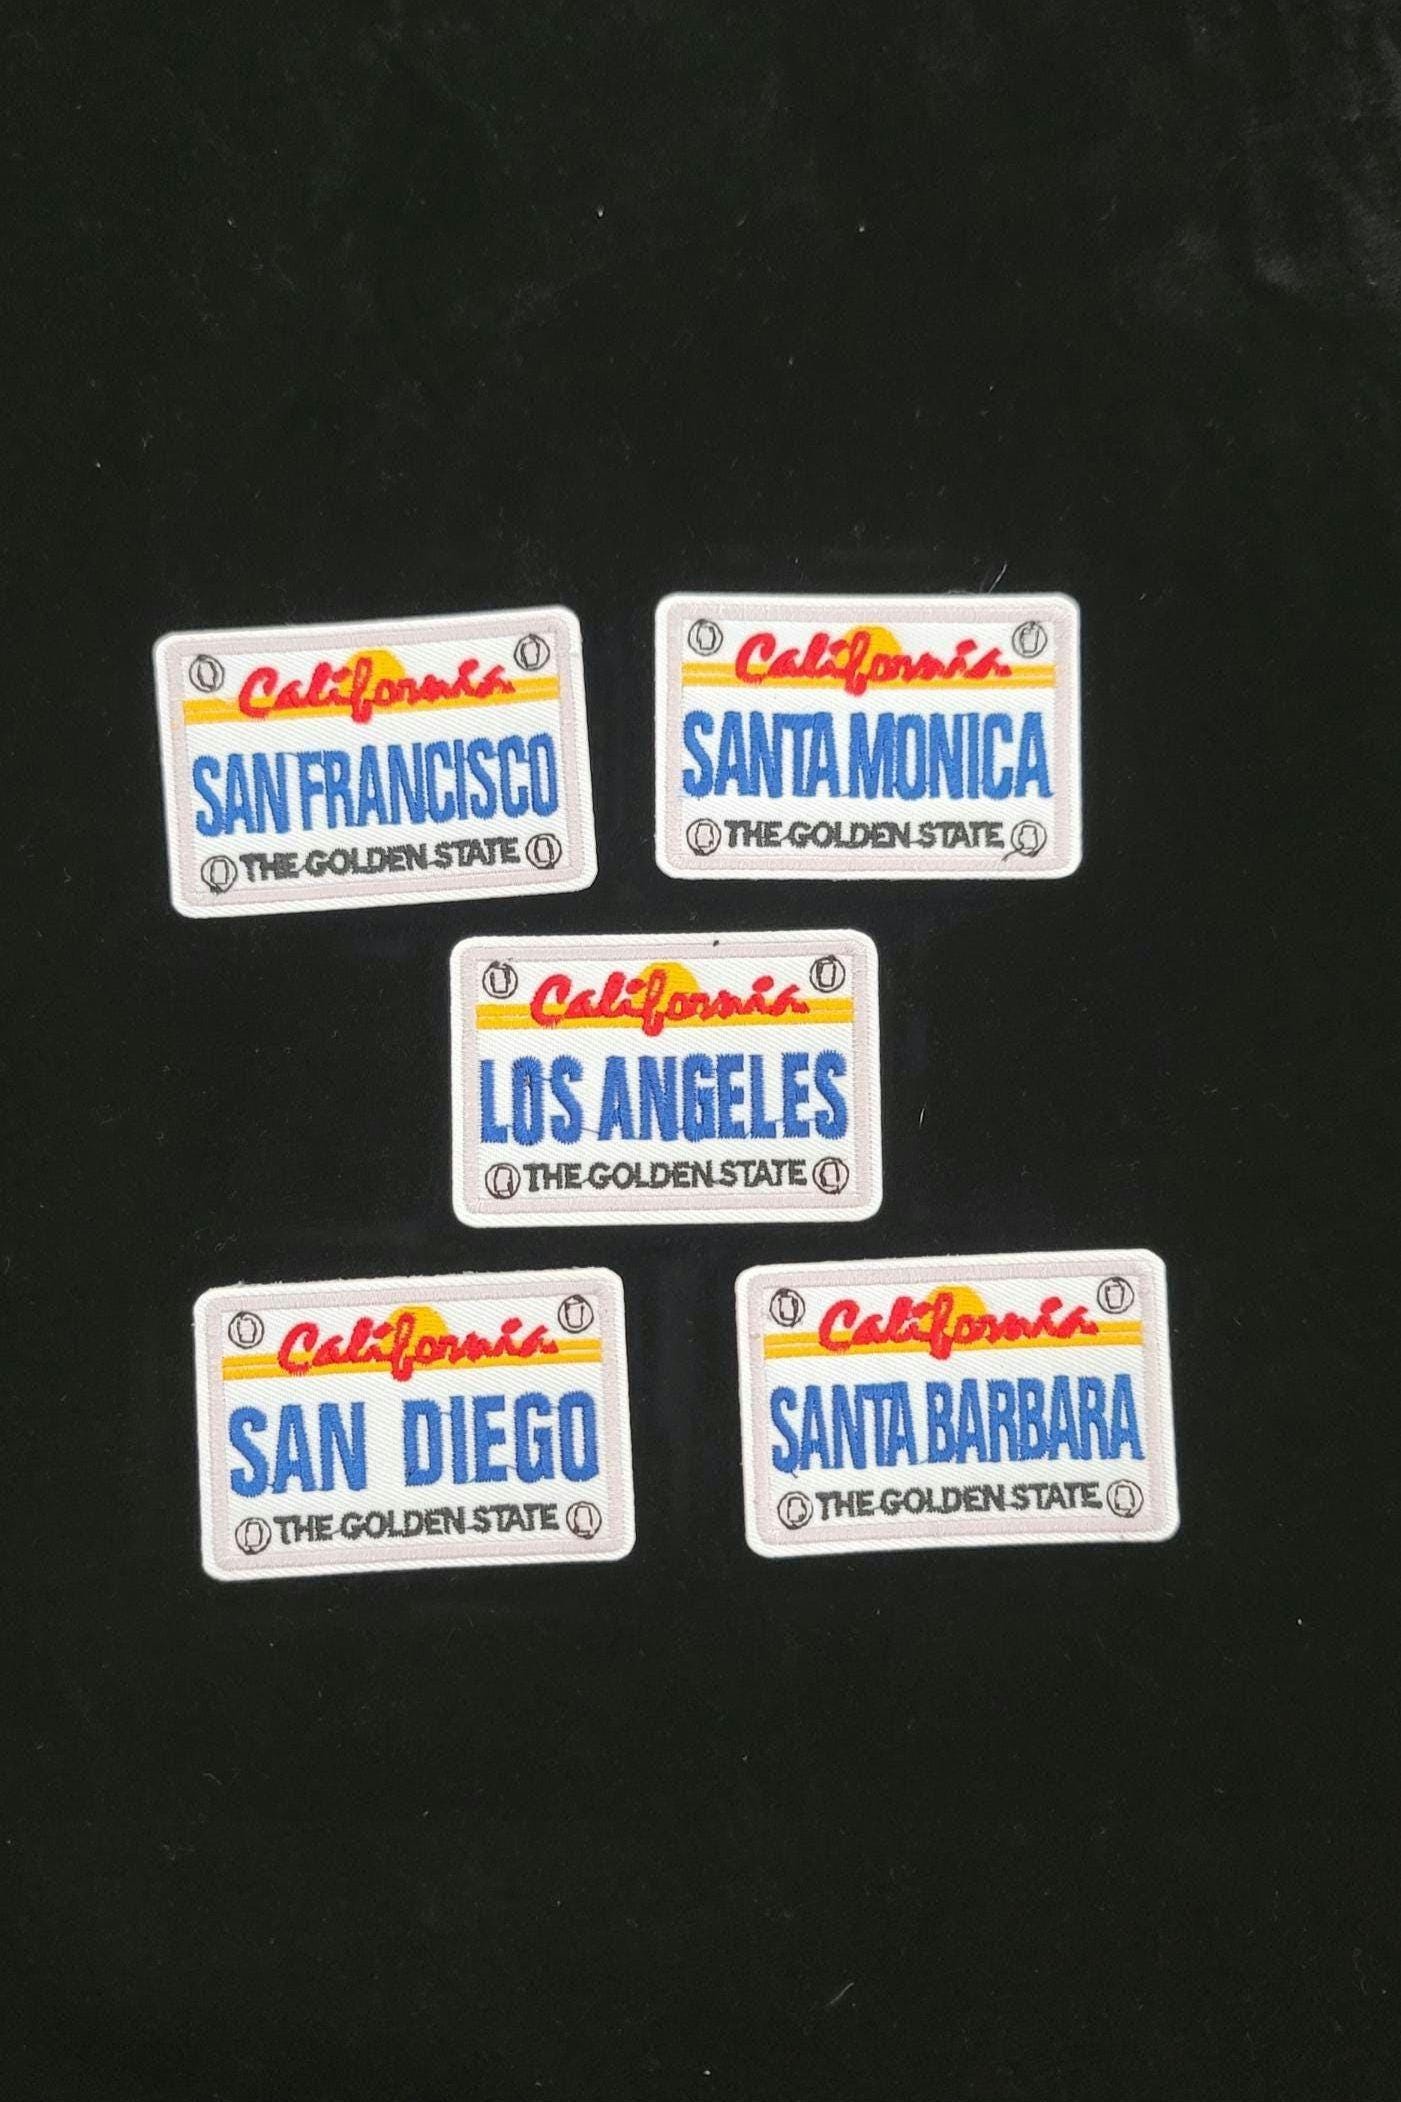 California
SAN FRANCISCO
THE GOLDEN STATE
California
SANTA MONICA
THE GOLDEN STATE
California
LOS ANGELES
THE GOLDEN STATE
California
SAN DIEGO
THE GOLDEN STATE
California
SANTA BARBARA
THE GOLDEN STATE